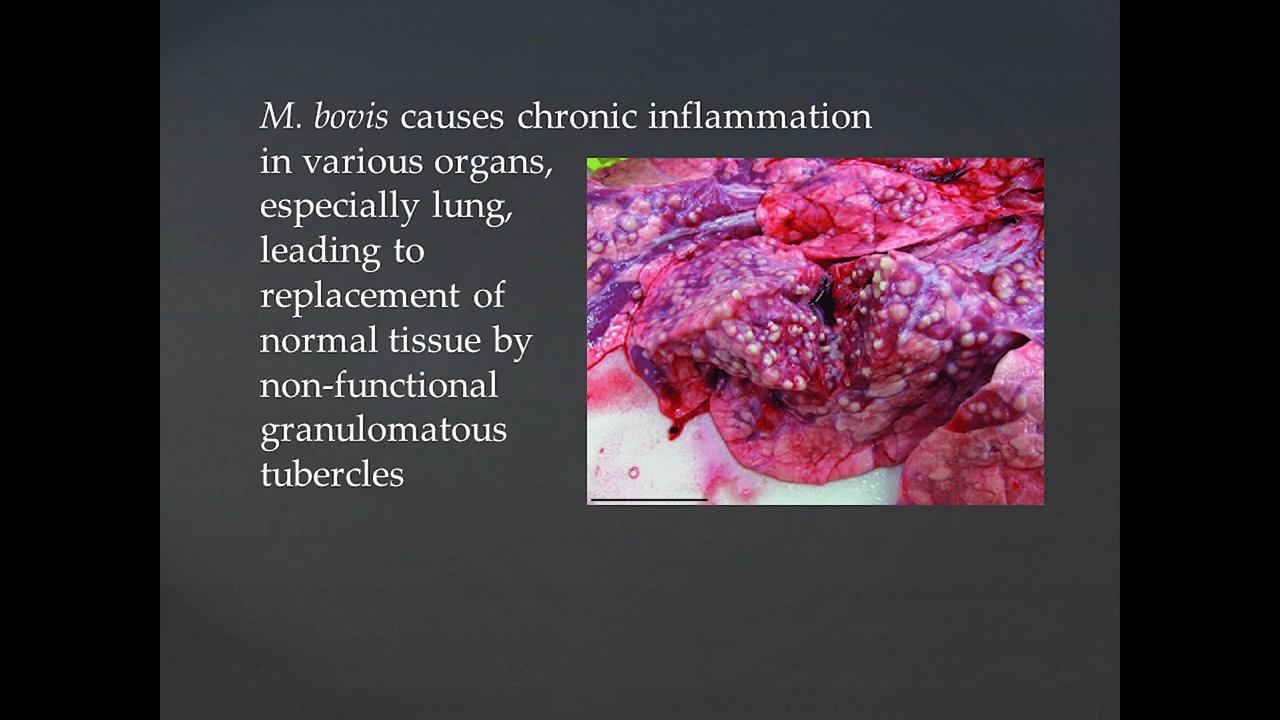 M. bovis causes chronic inflammation
in various organs,
especially lung,
leading to
replacement of
normal tissue by
non-functional
granulomatous
tubercles